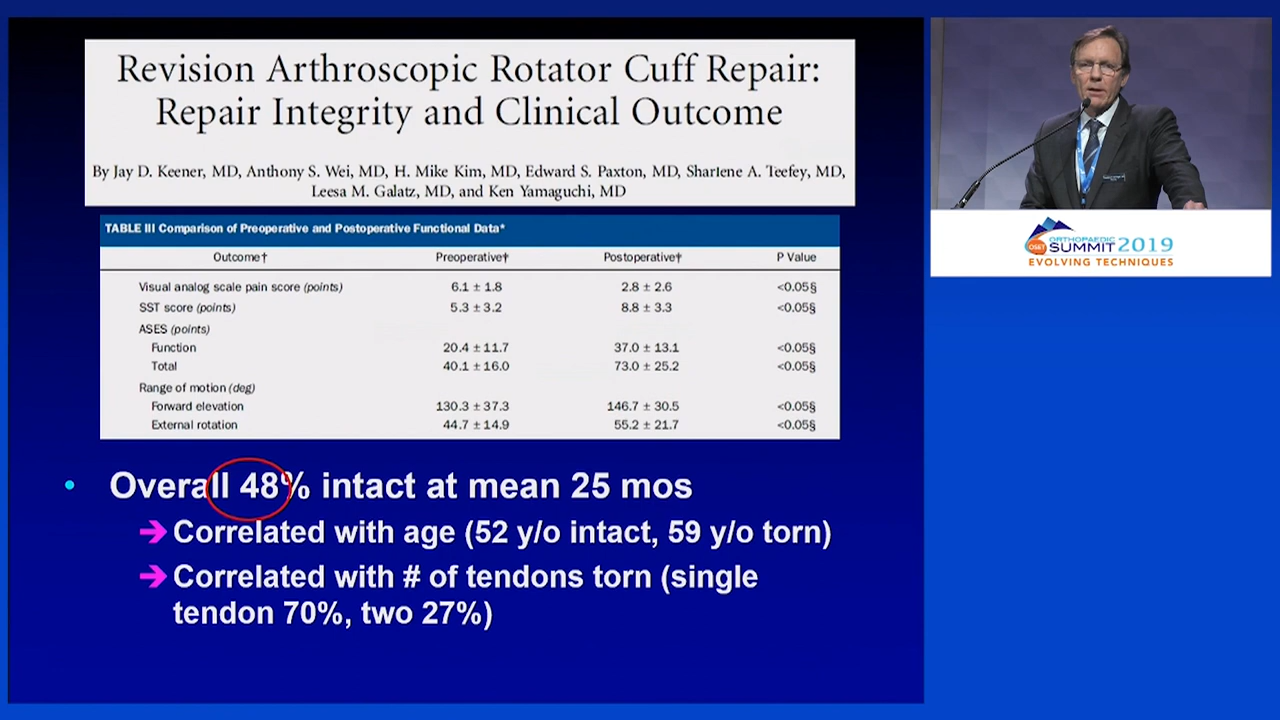 Revision Arthroscopic Rotator Cuff Repair:
Repair Integrity and Clinical Outcome
By Jay D. Keener, MD, Anthony S. Wei, MD, H. Mike Kim, MD, Edward S. Paxton, MD, Sharlene A. Teefey, MD,
Leesa M. Galatz, MD, and Ken Yamaguchi, MD
TABLE III Comparison of Preoperative and Postoperative Functional Data*
Outcome† Preoperative† Postoperative† P Value
Visual analog scale pain score (points) 6.1 ± 1.8 2.8 ± 2.6 <0.05§
SST score (points) 5.3 ± 3.2 8.8 ± 3.3 <0.05§
ASES (points)
Function 20.4 ± 11.7 37.0 ± 13.1 <0.05§
Total 40.1 ± 16.0 73.0 ± 25.2 <0.05§
Range of motion (deg)
Forward elevation 130.3 ± 37.3 146.7 ± 30.5 <0.05§
External rotation 44.7 ± 14.9 55.2 ± 21.7 <0.05§
• Overall 48% intact at mean 25 mos
➔ Correlated with age (52 y/o intact, 59 y/o torn)
➔ Correlated with # of tendons torn (single
tendon 70%, two 27%)
OSET
ORTHOPAEDIC
SUMMIT 2019
EVOLVING TECHNIQUES